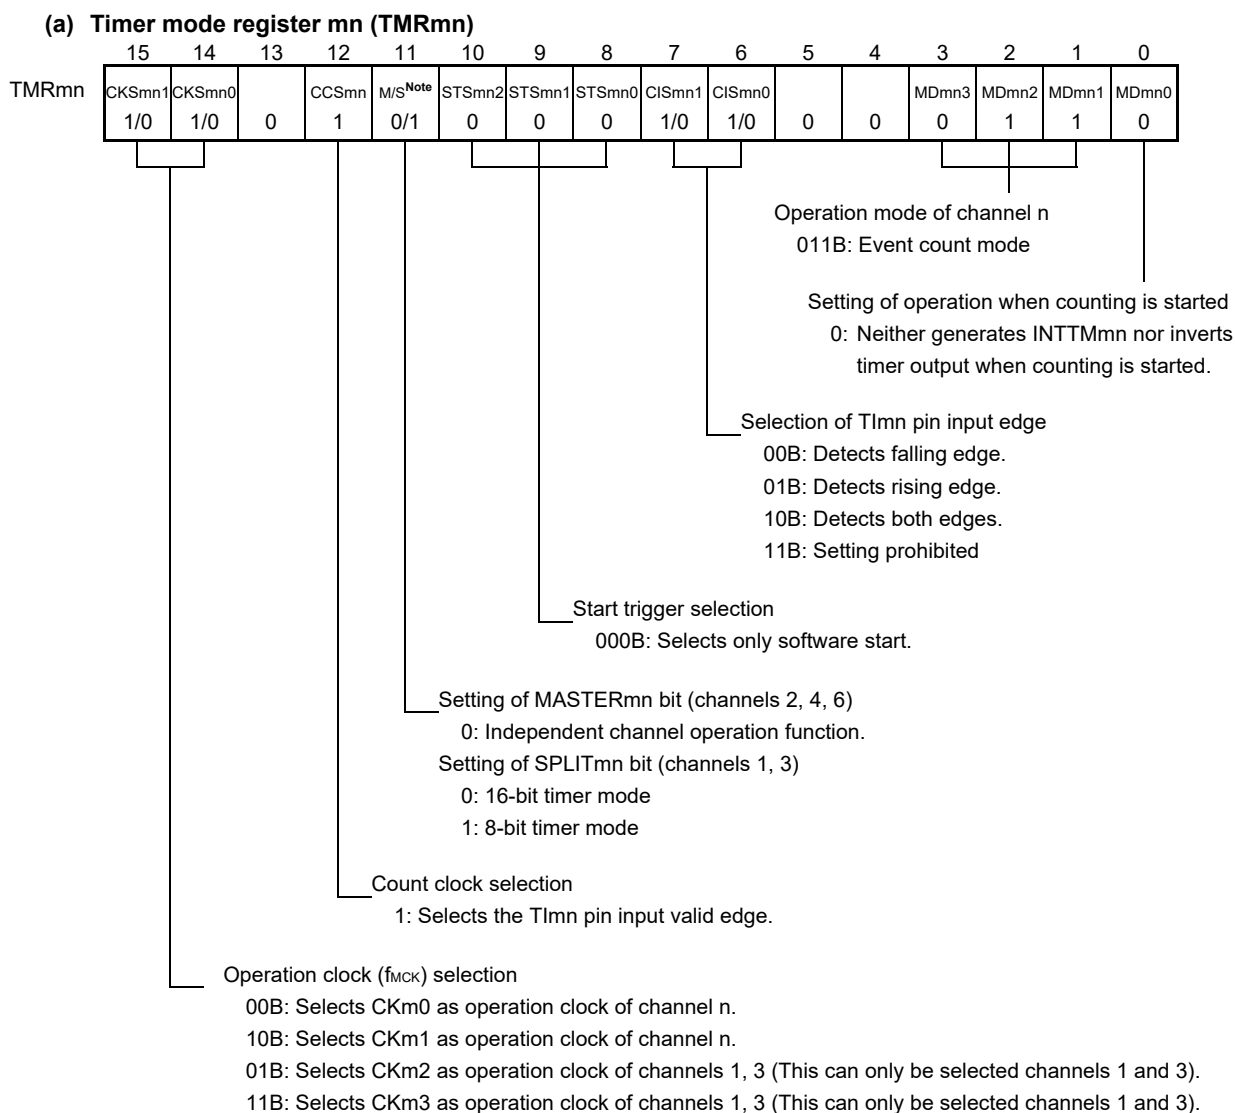 (a) Timer mode register mn (TMRmn)
15 14 13 12 11 10 9 8 7 6 5 4 3 2 1 0
TMRmn CKSmn1 CKSmn0 CCSmn M/SNote STSmn2 STSmn1 STSmn0 CISmn1 CISmn0 MDmn3 MDmn2 MDmn1 MDmn0
1/0 1/0 0 1 0/1 0 0 0 1/0 1/0 0 0 0 1 1 0
Operation mode of channel n
011B: Event count mode
Setting of operation when counting is started
0: Neither generates INTTMmn nor inverts
timer output when counting is started.
Selection of TImn pin input edge
00B: Detects falling edge.
01B: Detects rising edge.
10B: Detects both edges.
11B: Setting prohibited
Start trigger selection
000B: Selects only software start.
Setting of MASTERmn bit (channels 2, 4, 6)
0: Independent channel operation function.
Setting of SPLITmn bit (channels 1, 3)
0: 16-bit timer mode
1: 8-bit timer mode
Count clock selection
1: Selects the TImn pin input valid edge.
Operation clock (fMCK) selection
00B: Selects CKm0 as operation clock of channel n.
10B: Selects CKm1 as operation clock of channel n.
01B: Selects CKm2 as operation clock of channels 1, 3 (This can only be selected channels 1 and 3).
11B: Selects CKm3 as operation clock of channels 1, 3 (This can only be selected channels 1 and 3).